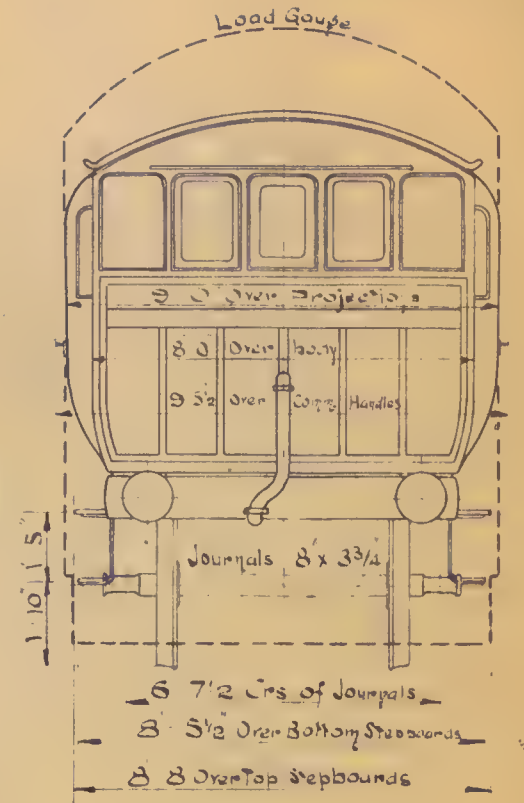 Load Gauge
9 0 Over Projections
8 0 Over body
9 5½ Over Comm. Handles
1' 5"
Journals 8" x 3¾"
1' 10"
6 7½ Crs of Journals
8' 5½" Over Bottom Stepboards
8 8 Over Top Stepbounds